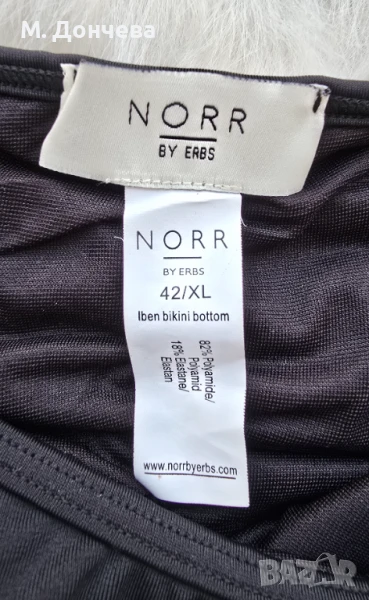 М. Дончева
NORR
BY ERBS
NORR
BY ERBS
42/XL
Iben bikini bottom
82% Polyamide/
Polyamid
18% Elastane/
Elastan
www.norrbyerbs.com
BAZAR